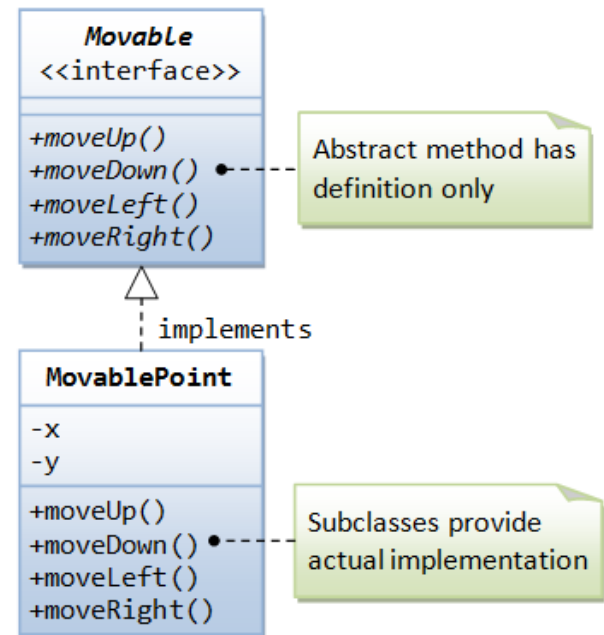 Movable
<<interface>>
+moveUp()
+moveDown()
+moveLeft()
+moveRight()
Abstract method has
definition only
implements
MovablePoint
-x
-y
+moveUp()
+moveDown()
+moveLeft()
+moveRight()
Subclasses provide
actual implementation